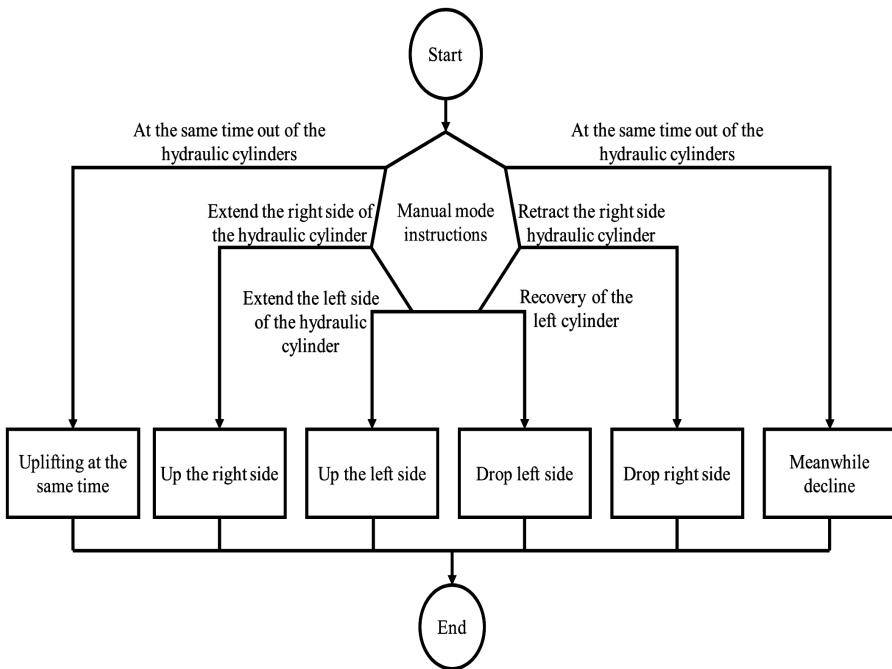 Start
At the same time out of the
hydraulic cylinders
At the same time out of the
hydraulic cylinders
Extend the right side of
the hydraulic cylinder
Manual mode
instructions
Retract the right side
hydraulic cylinder
Extend the left side
of the hydraulic
cylinder
Recovery of the
left cylinder
Uplifting at the
same time
Up the right side
Up the left side
Drop left side
Drop right side
Meanwhile
decline
End